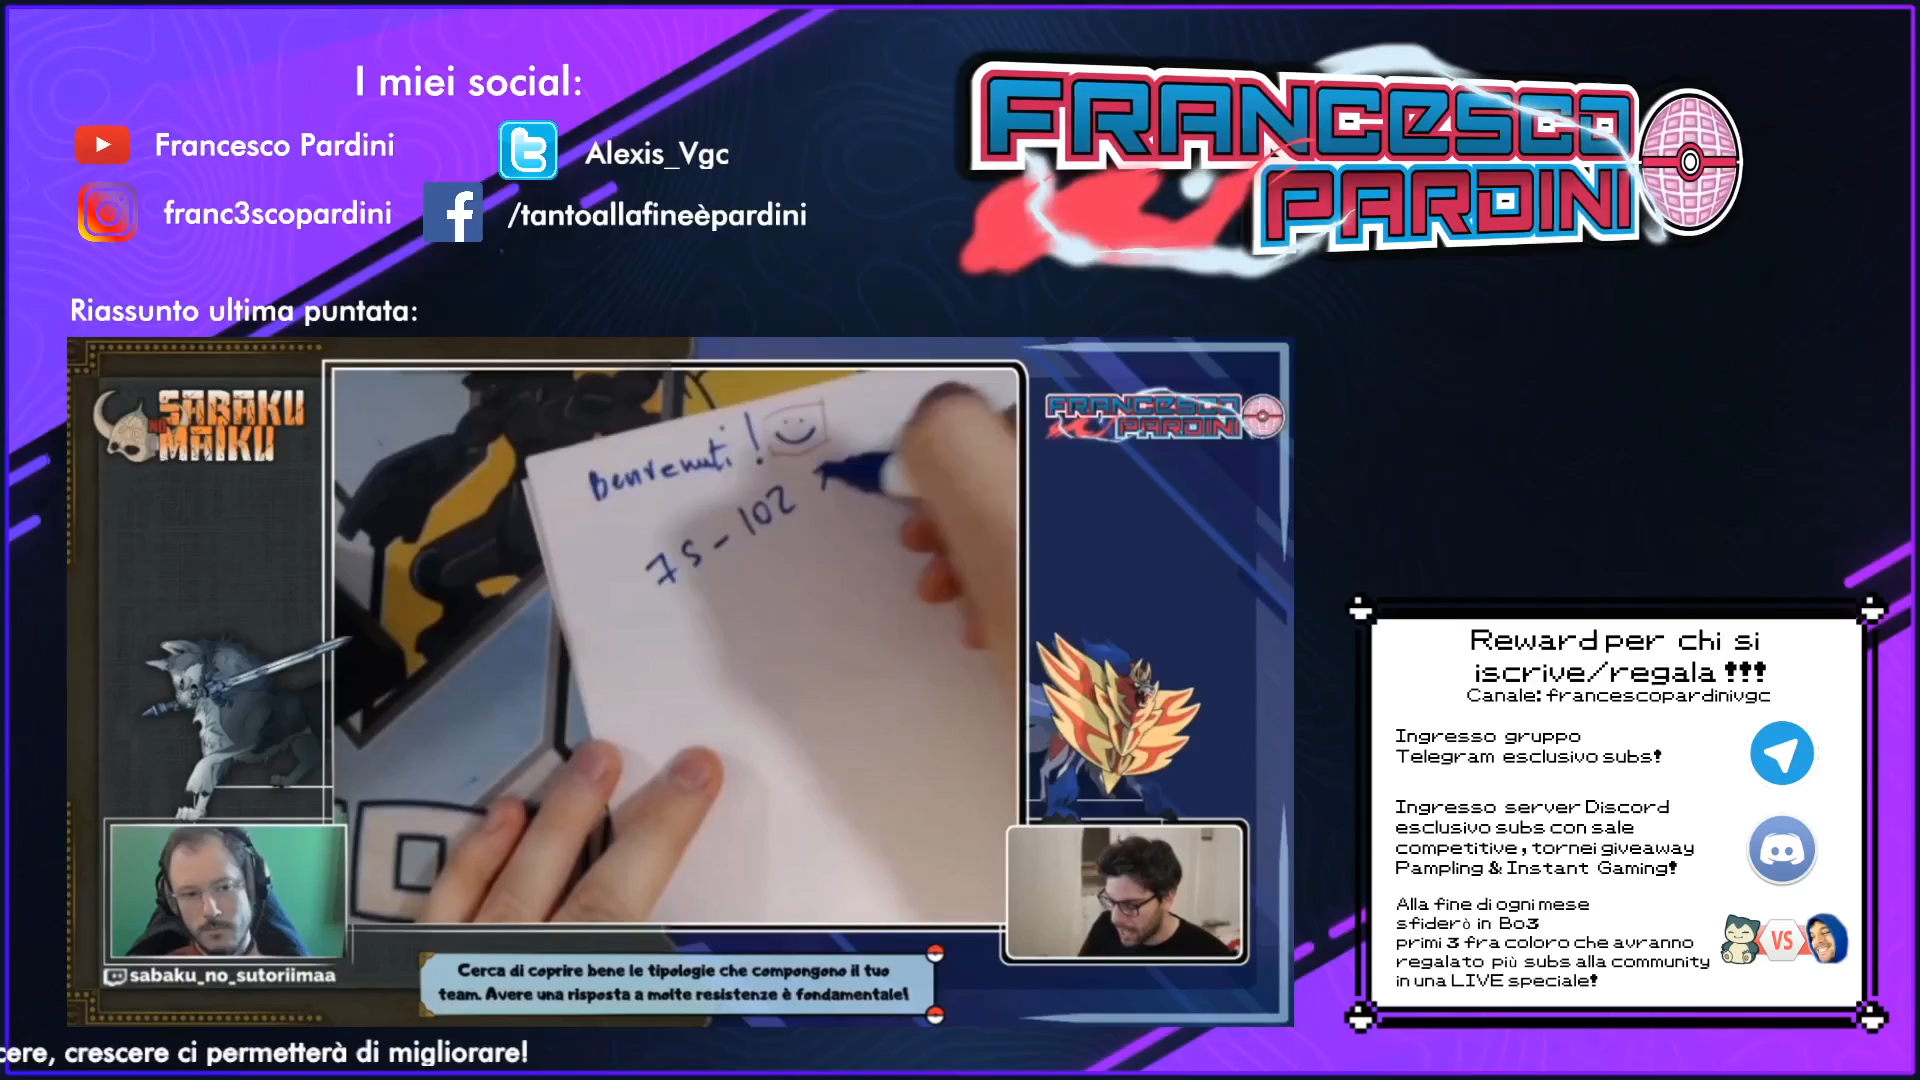 I miei social:
Francesco Pardini
Alexis_Vgc
franc3scopardini
/tantoallafineèpardini
FRANCESCO
PARDINI
Riassunto ultima puntata:
SABAKU
NO
MAIKU
Benvenuti ! 
75-102
FRANCESCO
PARDINI
sabaku_no_sutoriimaa
Cerca di coprire bene le tipologie che compongono il tuo
team. Avere una risposta a molte resistenze è fondamentale!
cere, crescere ci permetterà di migliorare!
Reward per chi si
iscrive/regala !!!
Canale: francescopardinivgc
Ingresso gruppo
Telegram esclusivo subs!
Ingresso server Discord
esclusivo subs con sale
competitive, tornei giveaway
Pampling & Instant Gaming!
Alla fine di ogni mese
sfiderò in Bo3
primi 3 fra coloro che avranno
regalato più subs alla community
in una LIVE speciale!
VS